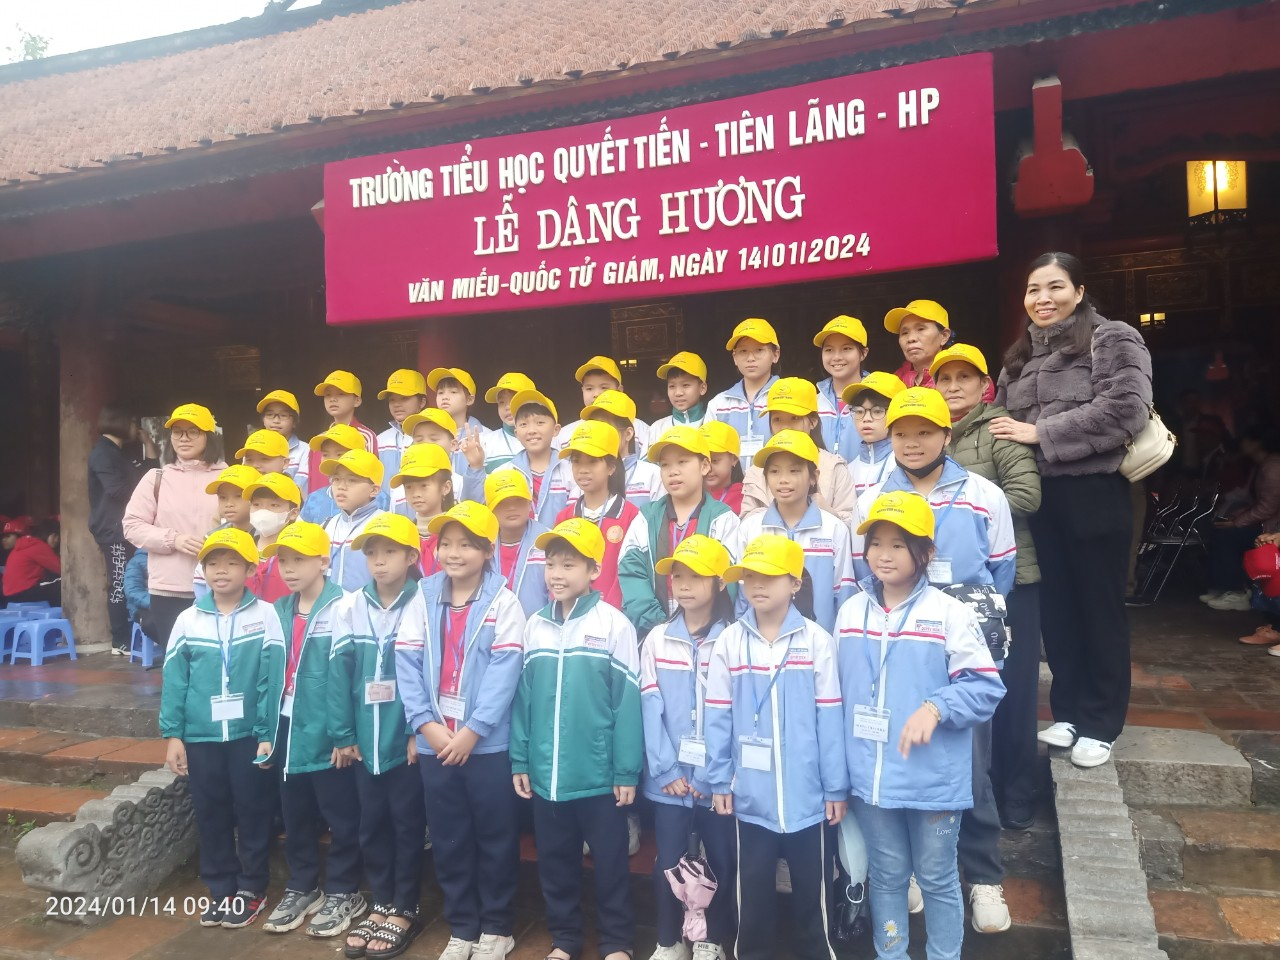 TRƯỜNG TIỂU HỌC QUYẾT TIẾN - TIÊN LÃNG - HP
LỄ DÂNG HƯƠNG
VĂN MIẾU-QUỐC TỬ GIÁM, NGÀY 14/01/2024
Love
2024/01/14 09:40